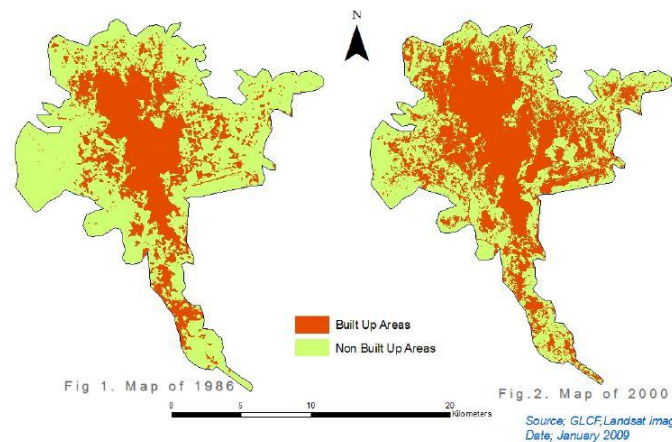 N
Built Up Areas
Non Built Up Areas
Fig 1. Map of 1986
Fig.2. Map of 2000
0 5 10 20
Kilometers
Source; GLCF,Landsat Imag
Date; January 2009